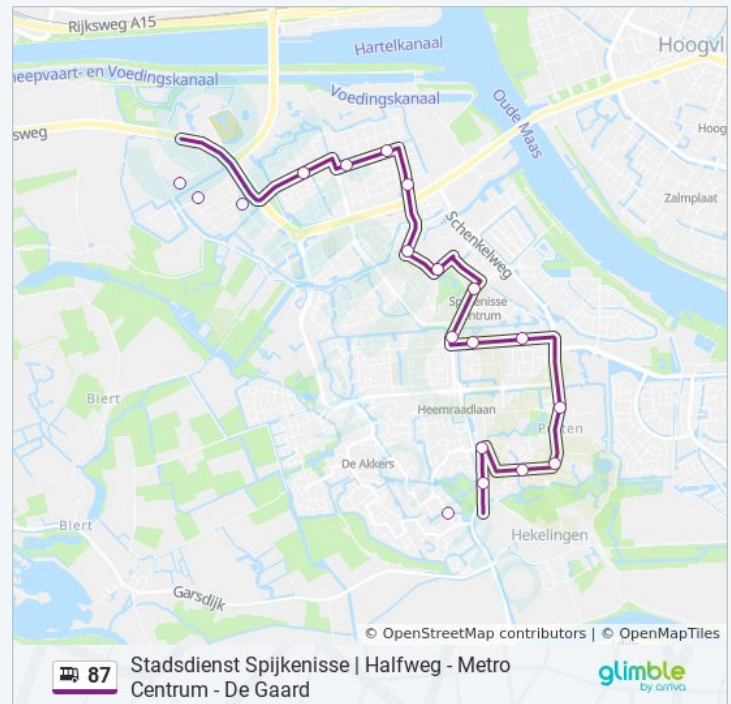 Rijksweg A15
Hartelkanaal
Hoogvl
heepvaart- en Voedingskanaal
Voedingskanaal
Oude Maas
sweg
Hoog
Zalmplaat
Schenkelweg
Spijkenisse
Centrum
Biert
Heemraadlaan
De Akkers
Biert
Hekelingen
Garsdijk
© OpenStreetMap contributors | © OpenMapTiles
87
Stadsdienst Spijkenisse | Halfweg - Metro
Centrum - De Gaard
glimble
by arriva